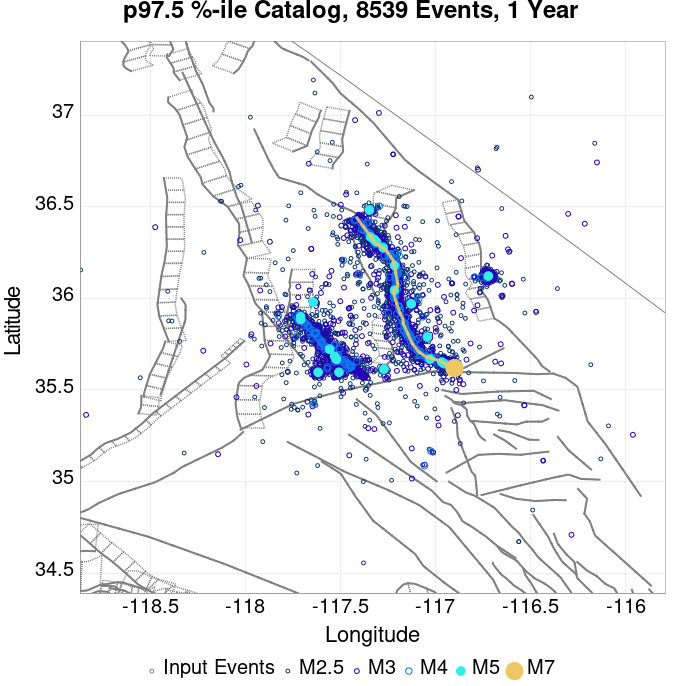 p97.5 %-ile Catalog, 8539 Events, 1 Year
37
36.5
36
35.5
35
34.5
Latitude
-118.5 -118 -117.5 -117 -116.5 -116
Longitude
Input Events M2.5 M3 M4 M5 M7